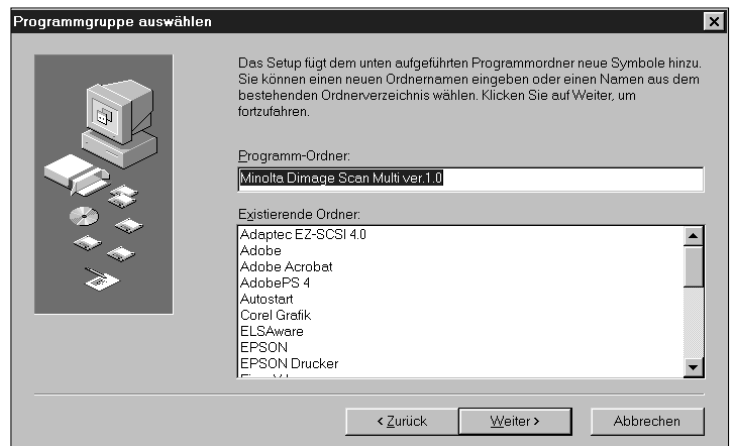 Programmgruppe auswählen
Das Setup fügt dem unten aufgeführten Programmordner neue Symbole hinzu.
Sie können einen neuen Ordnernamen eingeben oder einen Namen aus dem
bestehenden Ordnerverzeichnis wählen. Klicken Sie auf Weiter, um
fortzufahren.
Programm-Ordner:
Minolta Dimage Scan Multi ver.1.0
Existierende Ordner:
Adaptec EZ-SCSI 4.0
Adobe
Adobe Acrobat
AdobePS 4
Autostart
Corel Grafik
ELSAware
EPSON
EPSON Drucker
< Zurück
Weiter >
Abbrechen